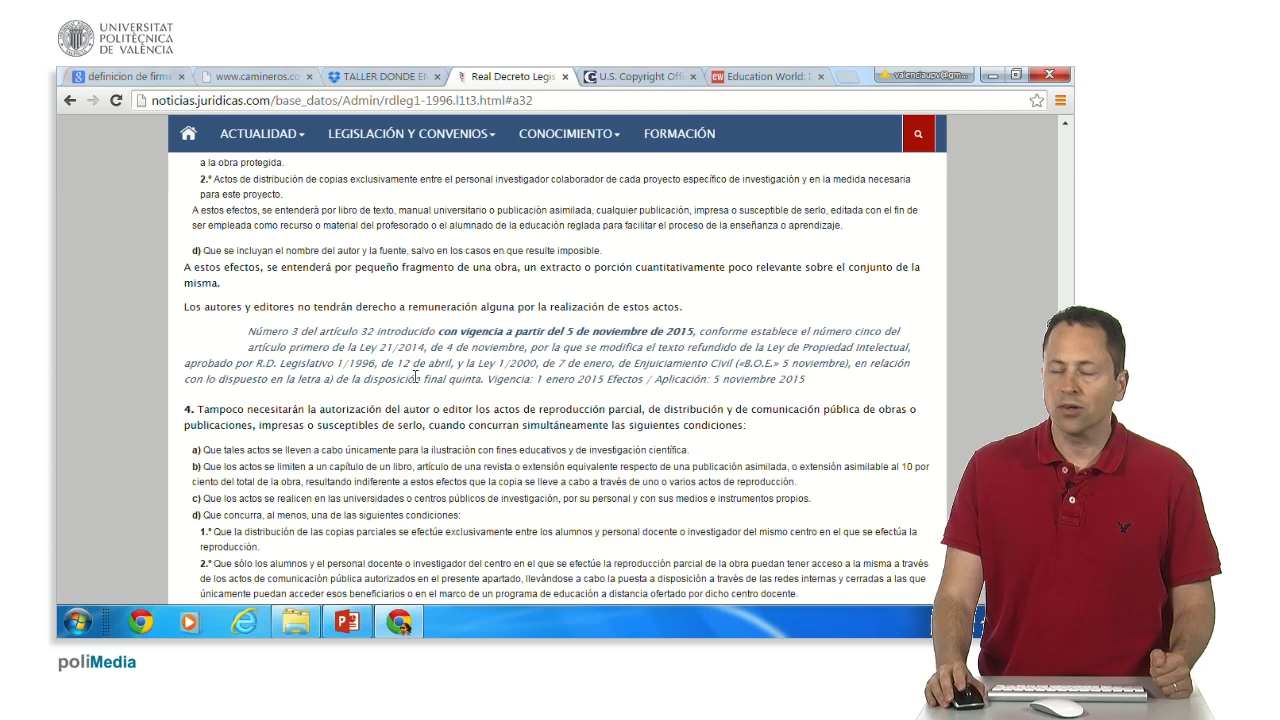 UNIVERSITAT
POLITÈCNICA
DE VALÈNCIA
definicion de firme
www.camineros.co
TALLER DONDE EN
Real Decreto Legis
U.S. Copyright Offi
Education World:
valenciaupv@gm...
noticias.juridicas.com/base_datos/Admin/rdleg1-1996.l1t3.html#a32
ACTUALIDAD LEGISLACIÓN Y CONVENIOS CONOCIMIENTO FORMACIÓN
a la obra protegida.
2.º Actos de distribución de copias exclusivamente entre el personal investigador colaborador de cada proyecto específico de investigación y en la medida necesaria
para este proyecto.
A estos efectos, se entenderá por libro de texto, manual universitario o publicación asimilada, cualquier publicación, impresa o susceptible de serlo, editada con el fin de
ser empleada como recurso o material del profesorado o el alumnado de la educación reglada para facilitar el proceso de la enseñanza o aprendizaje.
d) Que se incluyan el nombre del autor y la fuente, salvo en los casos en que resulte imposible.
A estos efectos, se entenderá por pequeño fragmento de una obra, un extracto o porción cuantitativamente poco relevante sobre el conjunto de la
misma.
Los autores y editores no tendrán derecho a remuneración alguna por la realización de estos actos.
Número 3 del artículo 32 introducido con vigencia a partir del 5 de noviembre de 2015, conforme establece el número cinco del
artículo primero de la Ley 21/2014, de 4 de noviembre, por la que se modifica el texto refundido de la Ley de Propiedad Intelectual,
aprobado por R.D. Legislativo 1/1996, de 12 de abril, y la Ley 1/2000, de 7 de enero, de Enjuiciamiento Civil («B.O.E.» 5 noviembre), en relación
con lo dispuesto en la letra a) de la disposición final quinta. Vigencia: 1 enero 2015 Efectos / Aplicación: 5 noviembre 2015
4. Tampoco necesitarán la autorización del autor o editor los actos de reproducción parcial, de distribución y de comunicación pública de obras o
publicaciones, impresas o susceptibles de serlo, cuando concurran simultáneamente las siguientes condiciones:
a) Que tales actos se lleven a cabo únicamente para la ilustración con fines educativos y de investigación científica.
b) Que los actos se limiten a un capítulo de un libro, artículo de una revista o extensión equivalente respecto de una publicación asimilada, o extensión asimilable al 10 por
ciento del total de la obra, resultando indiferente a estos efectos que la copia se lleve a cabo a través de uno o varios actos de reproducción.
c) Que los actos se realicen en las universidades o centros públicos de investigación, por su personal y con sus medios e instrumentos propios.
d) Que concurra, al menos, una de las siguientes condiciones:
1.º Que la distribución de las copias parciales se efectúe exclusivamente entre los alumnos y personal docente o investigador del mismo centro en el que se efectúa la
reproducción.
2.º Que sólo los alumnos y el personal docente o investigador del centro en el que se efectúe la reproducción parcial de la obra puedan tener acceso a la misma a través
de los actos de comunicación pública autorizados en el presente apartado, llevándose a cabo la puesta a disposición a través de las redes internas y cerradas a las que
únicamente puedan acceder esos beneficiarios o en el marco de un programa de educación a distancia ofertado por dicho centro docente.
poliMedia